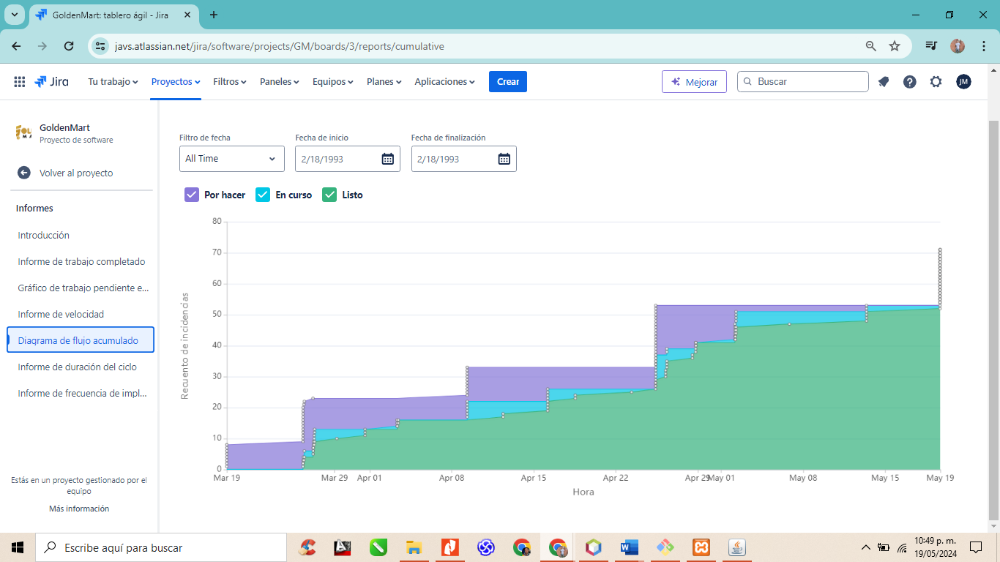 GoldenMart: tablero ágil - Jira
javs.atlassian.net/jira/software/projects/GM/boards/3/reports/cumulative
Jira
Tu trabajo
Proyectos
Filtros
Paneles
Equipos
Planes
Aplicaciones
Crear
Mejorar
Buscar
JM
GoldenMart
Proyecto de software
Volver al proyecto
Informes
Introducción
Informe de trabajo completado
Gráfico de trabajo pendiente e...
Informe de velocidad
Diagrama de flujo acumulado
Informe de duración del ciclo
Informe de frecuencia de impl...
Estás en un proyecto gestionado por el
equipo
Más información
Filtro de fecha
All Time
Fecha de inicio
2/18/1993
Fecha de finalización
2/18/1993
Por hacer
En curso
Listo
Recuento de incidencias
80
70
60
50
40
30
20
10
0
Mar 19
Mar 29
Apr 01
Apr 08
Apr 15
Apr 22
Apr 29
May 01
May 08
May 15
May 19
Hora
Escribe aquí para buscar
10:49 p. m.
19/05/2024